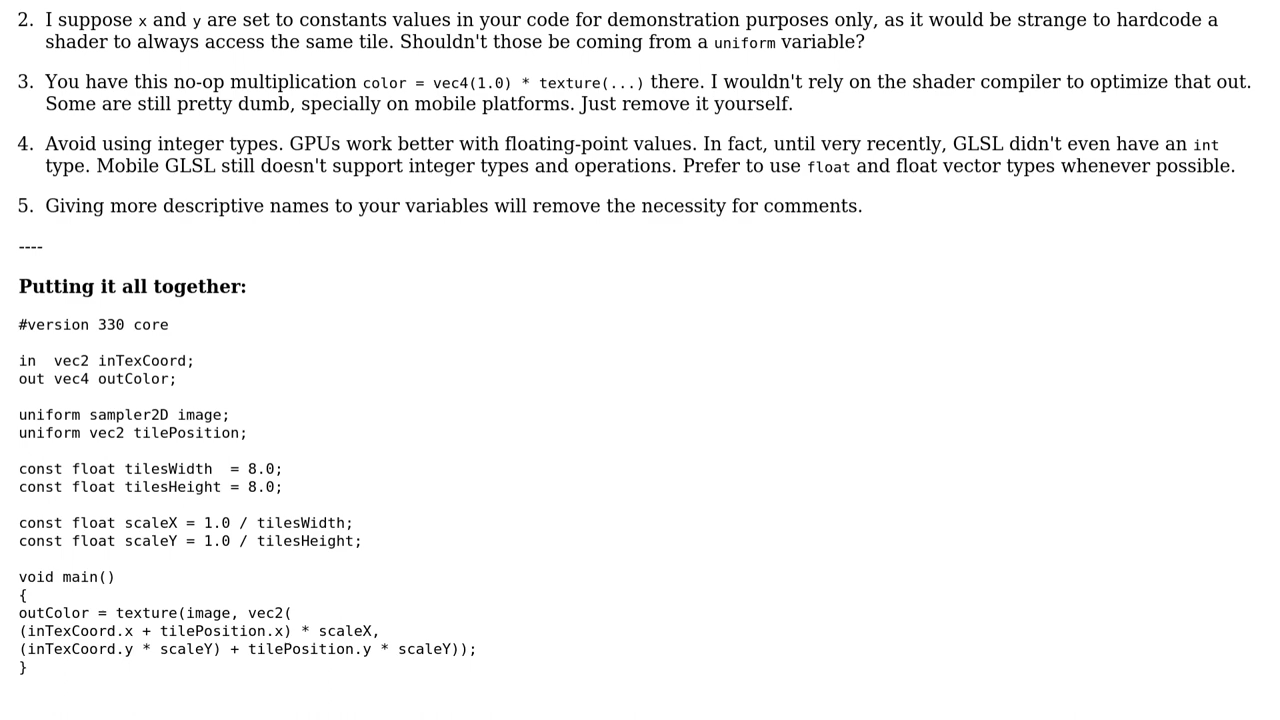 2. I suppose x and y are set to constants values in your code for demonstration purposes only, as it would be strange to hardcode a
shader to always access the same tile. Shouldn't those be coming from a uniform variable?
3. You have this no-op multiplication color = vec4(1.0) * texture(...) there. I wouldn't rely on the shader compiler to optimize that out.
Some are still pretty dumb, specially on mobile platforms. Just remove it yourself.
4. Avoid using integer types. GPUs work better with floating-point values. In fact, until very recently, GLSL didn't even have an int
type. Mobile GLSL still doesn't support integer types and operations. Prefer to use float and float vector types whenever possible.
5. Giving more descriptive names to your variables will remove the necessity for comments.
----
Putting it all together:
#version 330 core
in  vec2 inTexCoord;
out vec4 outColor;
uniform sampler2D image;
uniform vec2 tilePosition;
const float tilesWidth  = 8.0;
const float tilesHeight = 8.0;
const float scaleX = 1.0 / tilesWidth;
const float scaleY = 1.0 / tilesHeight;
void main()
{
outColor = texture(image, vec2(
(inTexCoord.x + tilePosition.x) * scaleX,
(inTexCoord.y * scaleY) + tilePosition.y * scaleY));
}